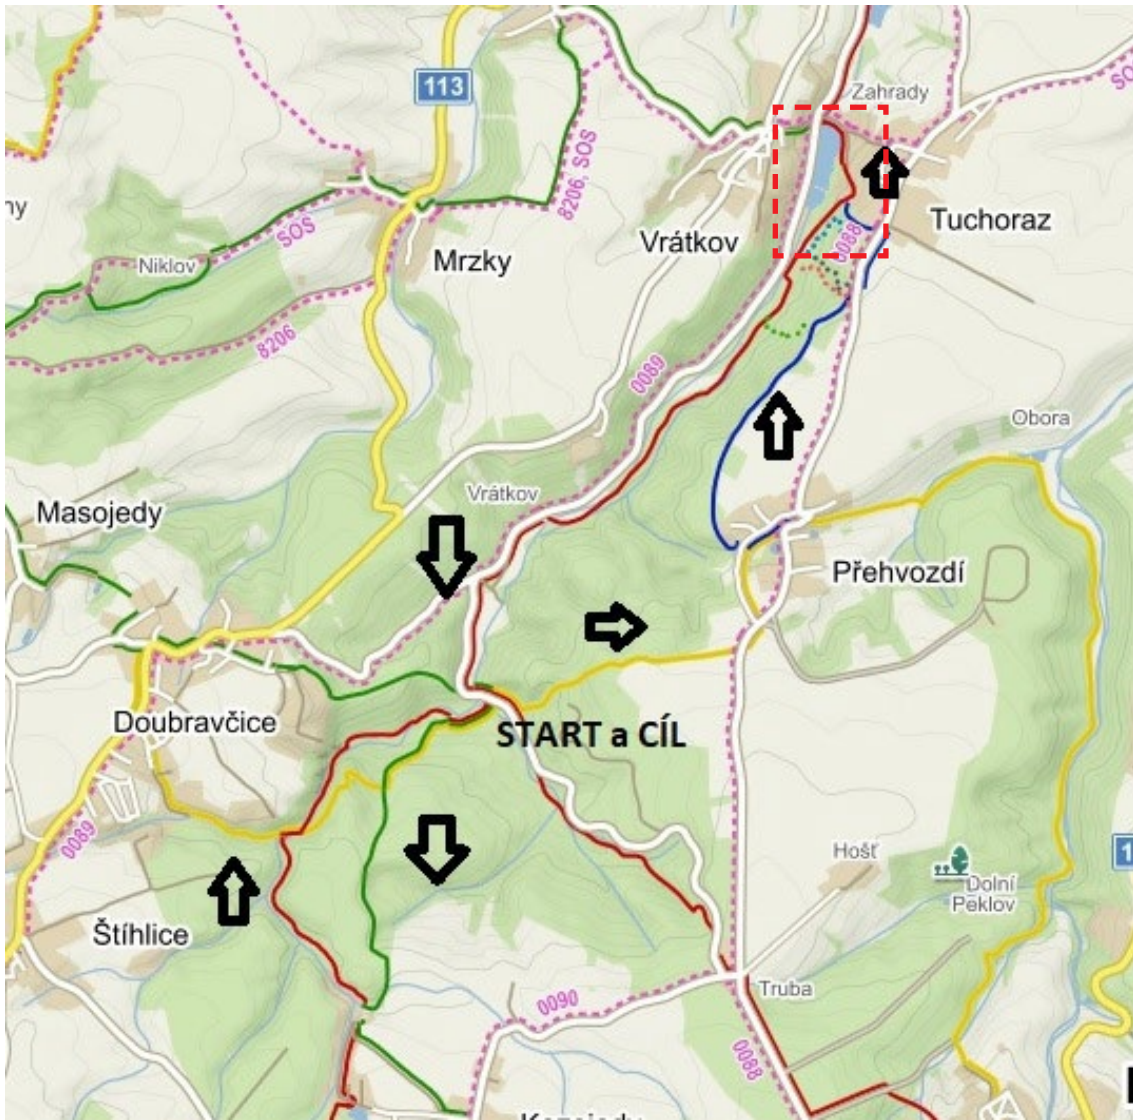 113
Zahrady
SOS
8206, SOS
Tuchoraz
ny
SOS
Vrátkov
0088
Mrzky
Niklov
8206
0089
Obora
Vrátkov
Masojedy
Přehvozdí
Doubravčice
START a CÍL
0089
Hošť
Dolní
Peklov
Štíhlice
Truba
0090
0088